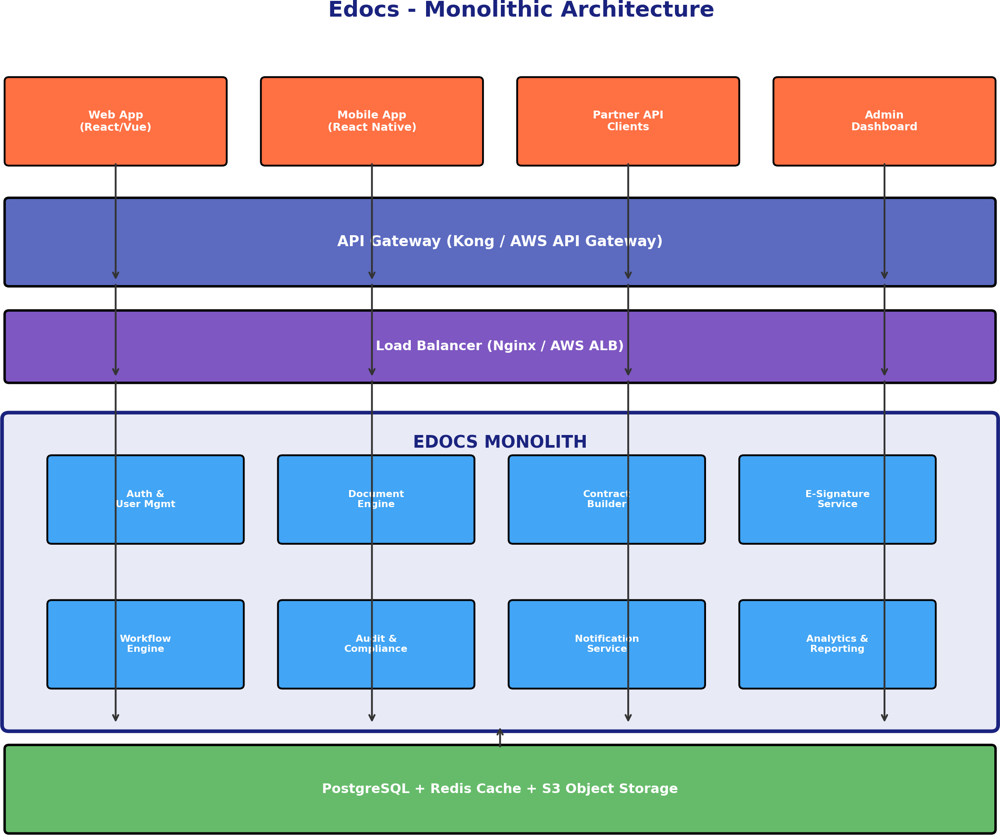 Edocs - Monolithic Architecture
Web App
(React/Vue)
Mobile App
(React Native)
Partner API
Clients
Admin
Dashboard
API Gateway (Kong / AWS API Gateway)
Load Balancer (Nginx / AWS ALB)
EDOCS MONOLITH
Auth &
User Mgmt
Document
Engine
Contract
Builder
E-Signature
Service
Workflow
Engine
Audit &
Compliance
Notification
Service
Analytics &
Reporting
PostgreSQL + Redis Cache + S3 Object Storage